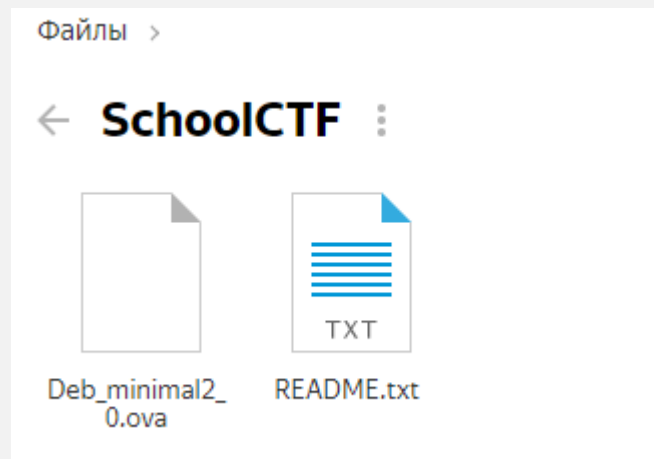 Файлы >
← SchoolCTF
TXT
Deb_minimal2_
0.ova
README.txt